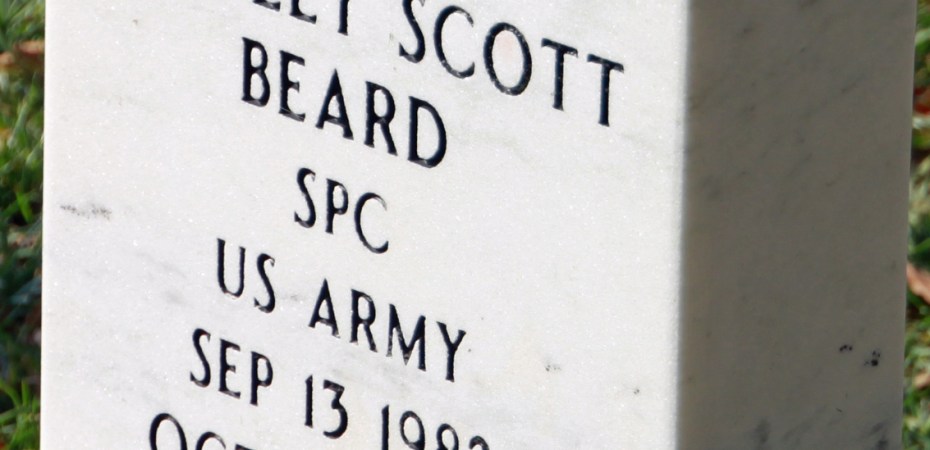 SCOTT
BEARD
SPC
US ARMY
SEP 13